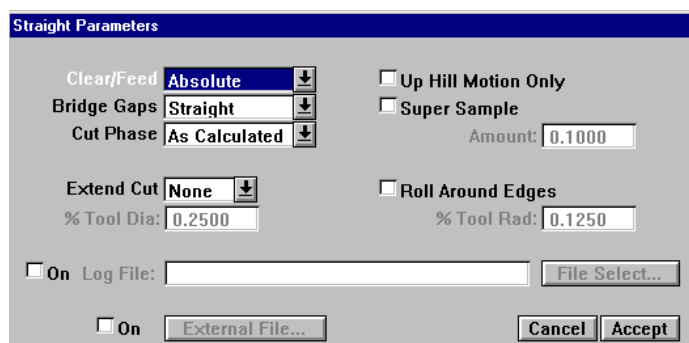 Straight Parameters
Clear/Feed Absolute Up Hill Motion Only
Bridge Gaps Straight Super Sample
Cut Phase As Calculated Amount: 0.1000
Extend Cut None Roll Around Edges
% Tool Dia: 0.2500 % Tool Rad: 0.1250
On Log File: File Select...
On External File... Cancel Accept